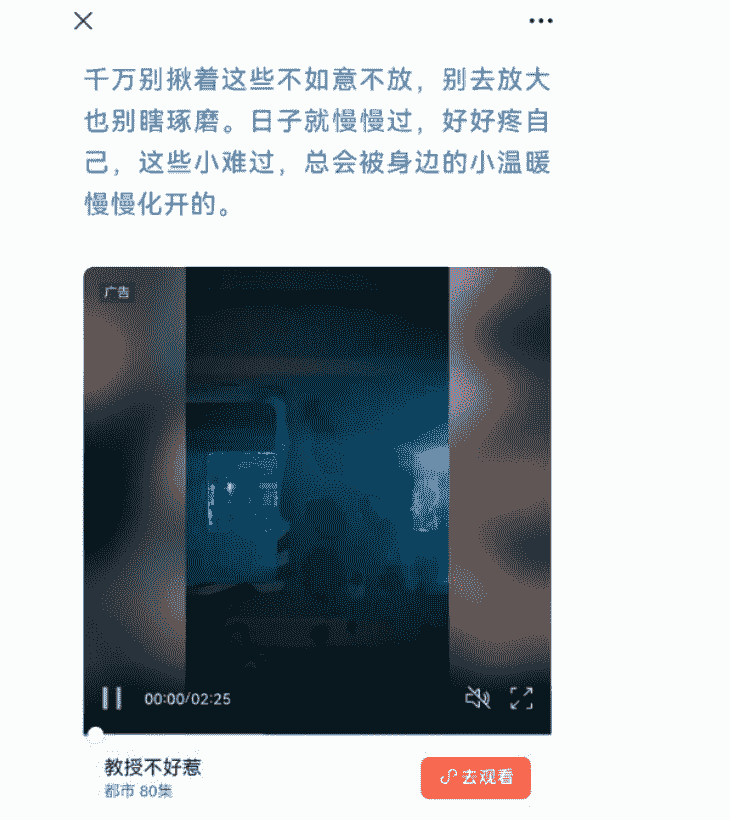 千万别揪着这些不如意不放，别去放大
也别瞎琢磨。日子就慢慢过，好好疼自
己，这些小难过，总会被身边的小温暖
慢慢化开的。
广告
00:00/02:25
教授不好惹
都市 80集
去观看